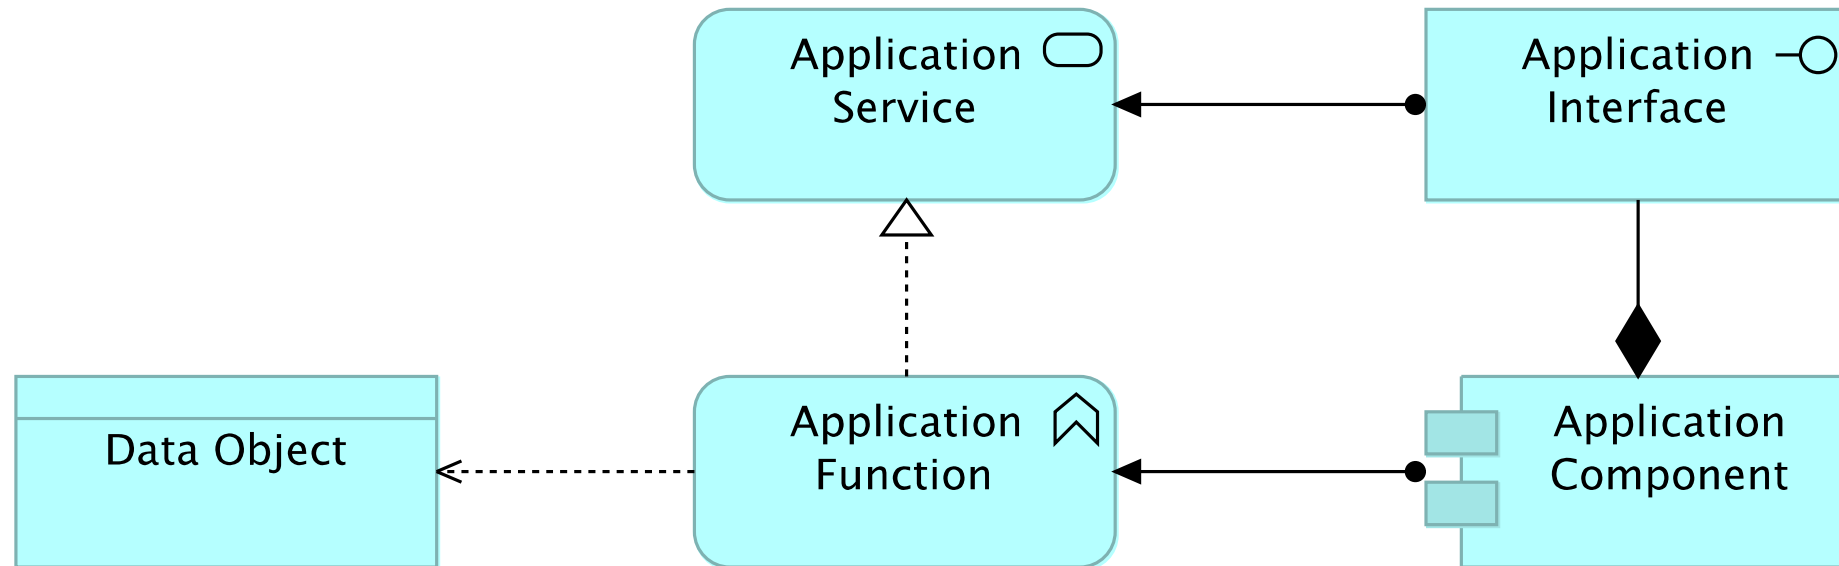 Application
Service
Application
Interface
Data Object
Application
Function
Application
Component